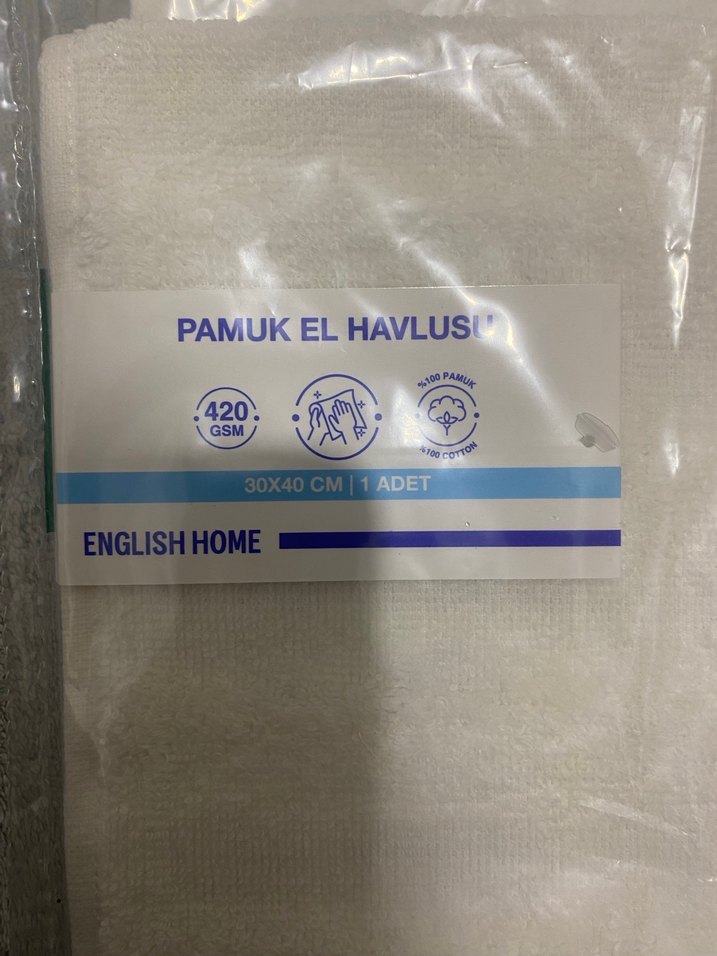 PAMUK EL HAVLUSU
420
GSM
%100 PAMUK
%100 COTTON
30X40 CM | 1 ADET
ENGLISH HOME